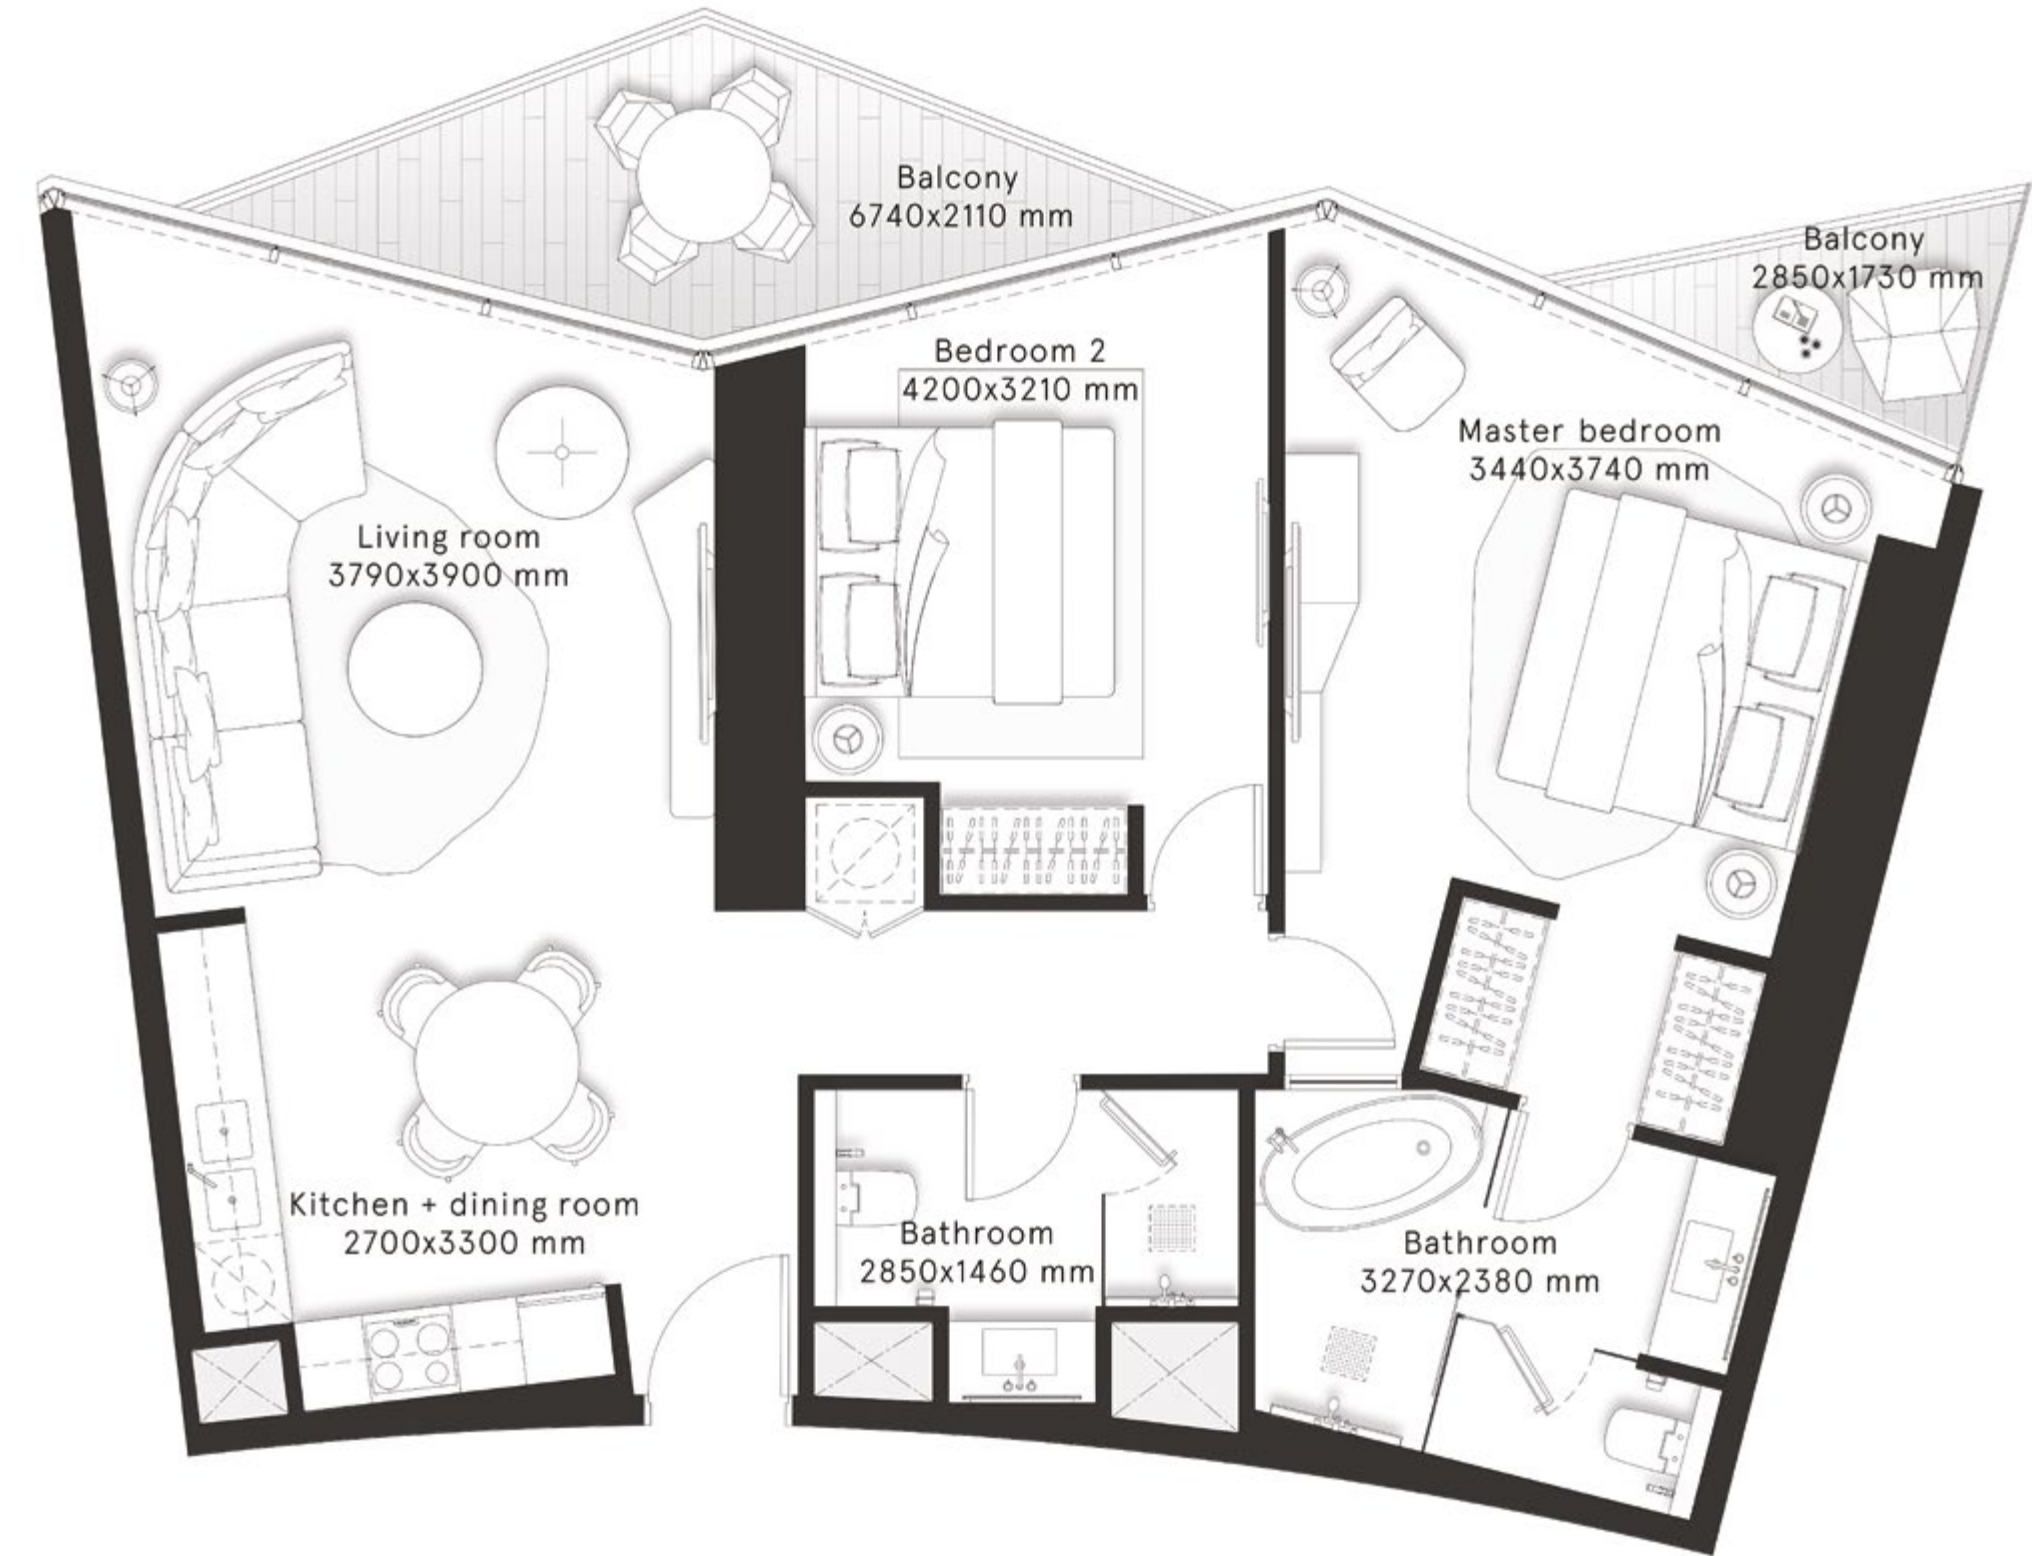 Balcony
6740x2110 mm
Balcony
2850x1730 mm
Bedroom 2
4200x3210 mm
Master bedroom
3440x3740 mm
Living room
3790x3900 mm
Kitchen + dining room
2700x3300 mm
Bathroom
2850x1460 mm
Bathroom
3270x2380 mm